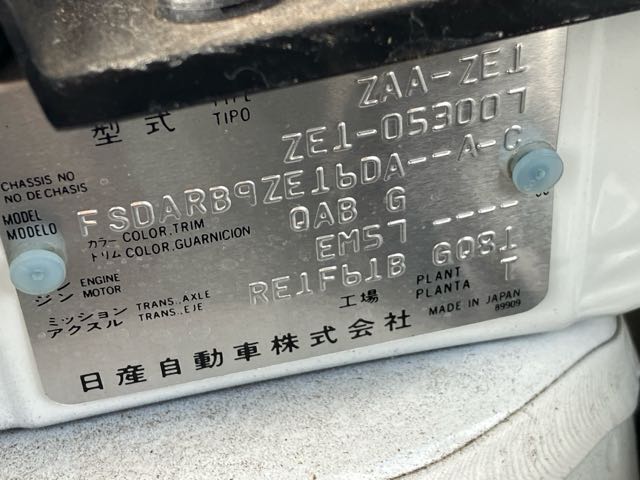 型式 TYPE TIPO ZAA-ZE1
CHASSIS NO
NO DE CHASIS ZE1-053007
MODEL
MODELO FSDARB9ZE16DA--A-C
カラー COLOR,TRIM
トリム COLOR,GUARNICION QAB G
ENGINE
ジン MOTOR EM57 ----
ミッション TRANS.,AXLE
アクスル TRANS.,EJE RE1F61B GQ81
工場 PLANT
PLANTA T
MADE IN JAPAN
89909
日産自動車株式会社